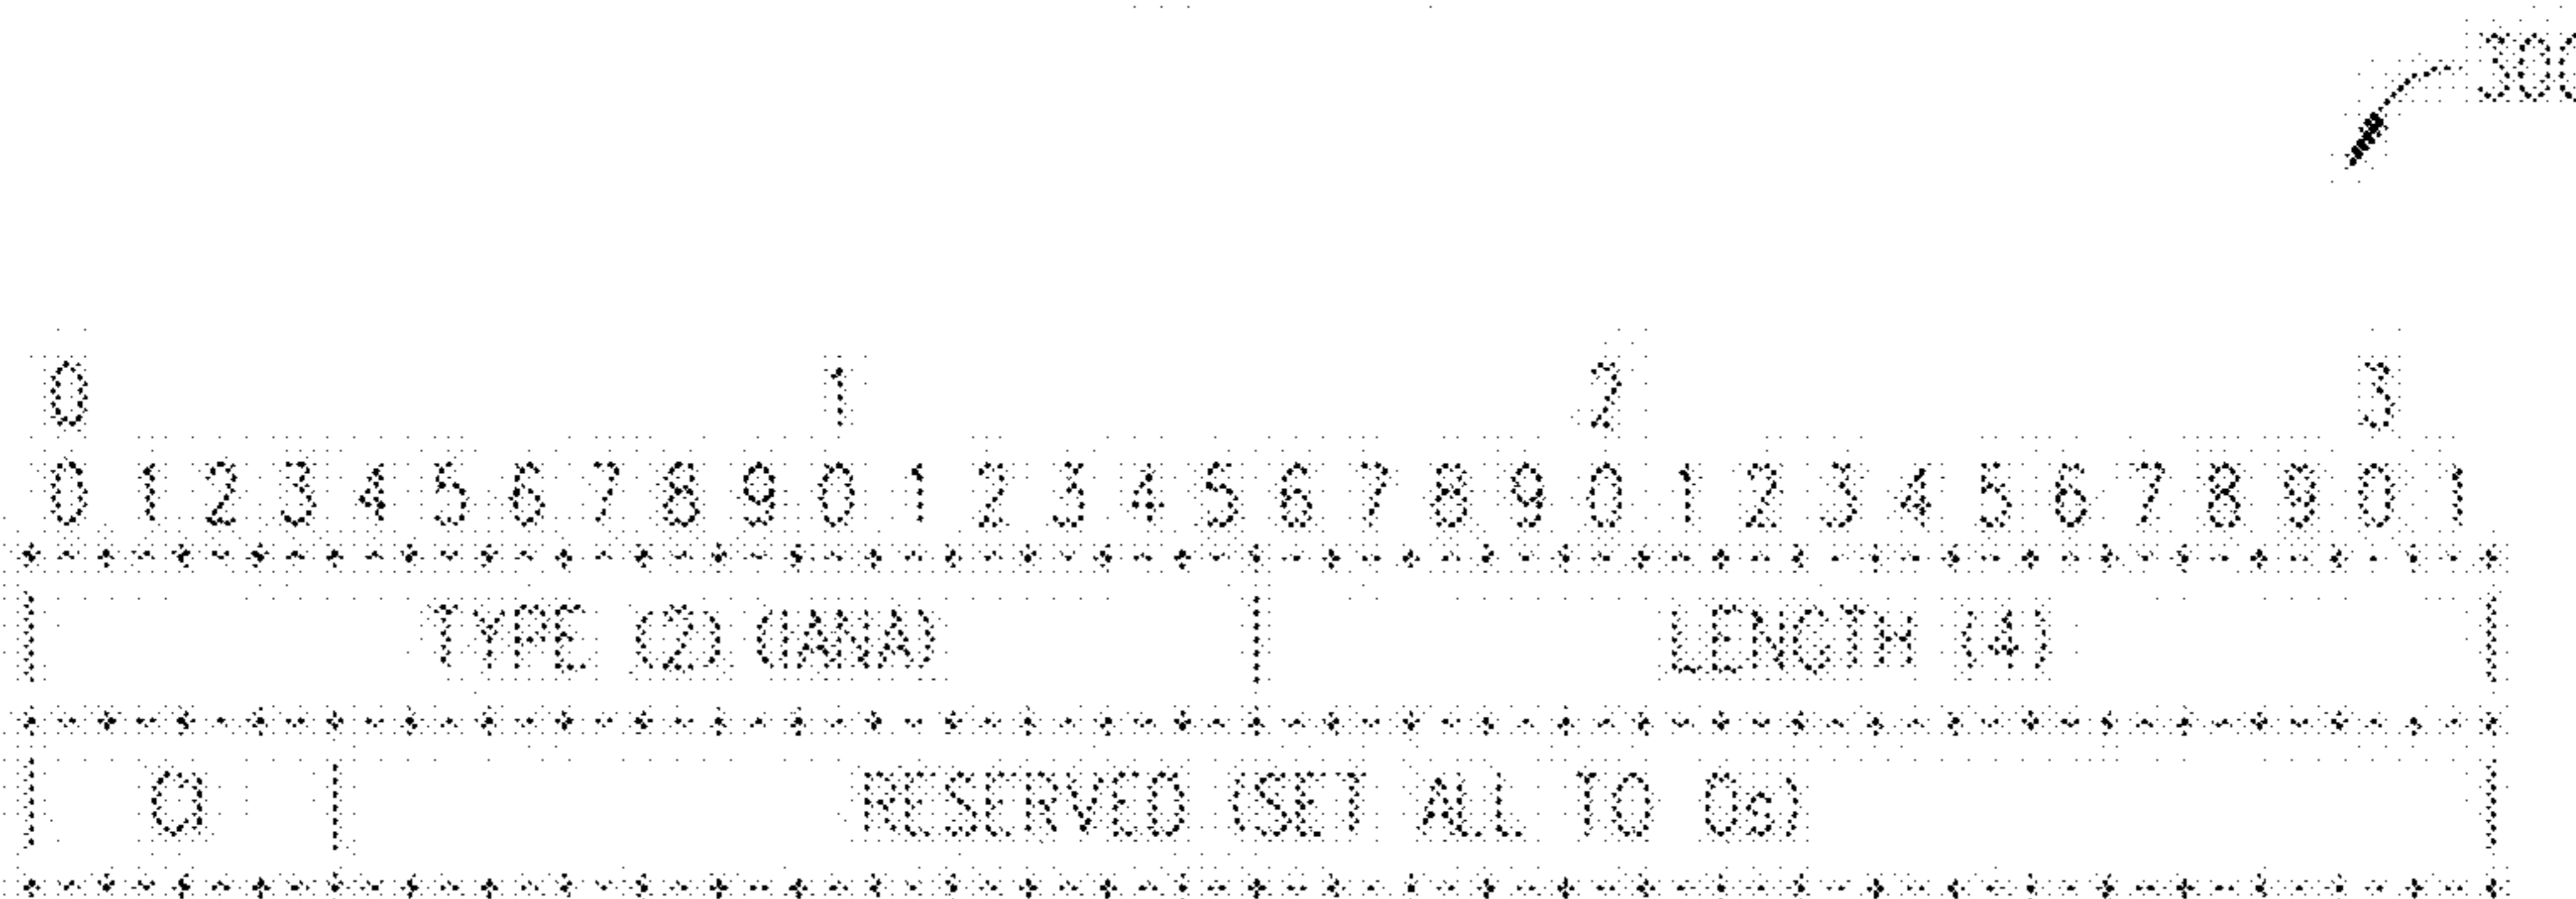 300
0 1 2 3
0 1 2 3 4 5 6 7 8 9 0 1 2 3 4 5 6 7 8 9 0 1 2 3 4 5 6 7 8 9 0 1
TYPE (2) (IANA) LENGTH (4)
O RESERVED (SET ALL TO 0s)